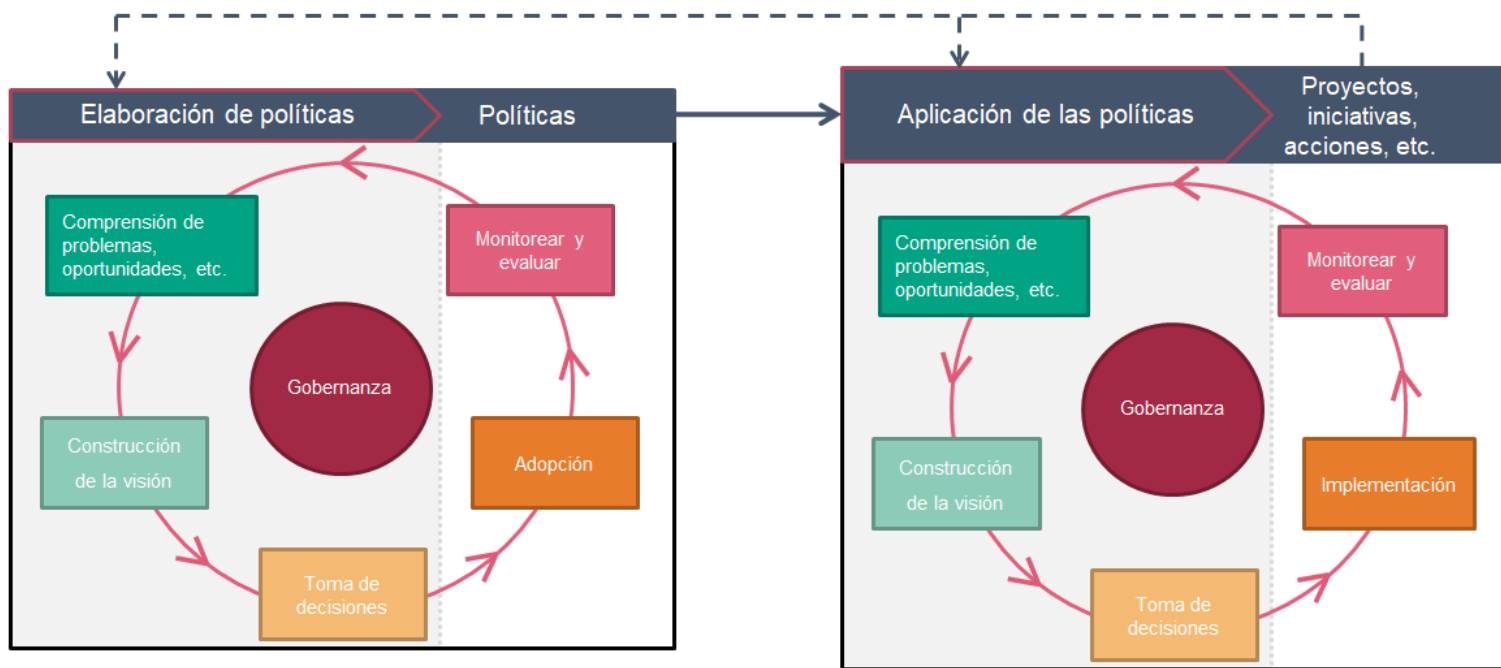 Elaboración de políticas
Políticas
Comprensión de
problemas,
oportunidades, etc.
Monitorear y
evaluar
Gobernanza
Construcción
de la visión
Adopción
Toma de
decisiones
Aplicación de las políticas
Proyectos,
iniciativas,
acciones, etc.
Comprensión de
problemas,
oportunidades, etc.
Monitorear y
evaluar
Gobernanza
Construcción
de la visión
Implementación
Toma de
decisiones